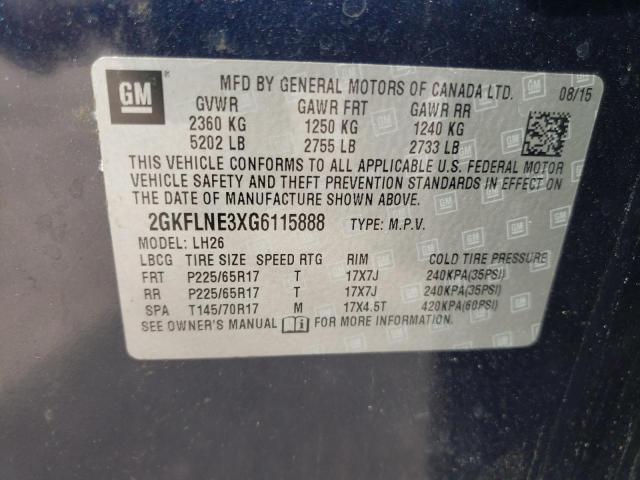 GM
MFD BY GENERAL MOTORS OF CANADA LTD. 08/15
GVWR GAWR FRT GAWR RR
2360 KG 1250 KG 1240 KG
5202 LB 2755 LB 2733 LB
THIS VEHICLE CONFORMS TO ALL APPLICABLE U.S. FEDERAL MOTOR
VEHICLE SAFETY AND THEFT PREVENTION STANDARDS IN EFFECT ON
THE DATE OF MANUFACTURE SHOWN ABOVE.
2GKFLNE3XG6115888 TYPE: M.P.V.
MODEL: LH26
LBCG TIRE SIZE SPEED RTG RIM COLD TIRE PRESSURE
FRT P225/65R17 T 17X7J 240KPA(35PSI)
RR P225/65R17 T 17X7J 240KPA(35PSI)
SPA T145/70R17 M 17X4.5T 420KPA(60PSI)
SEE OWNER'S MANUAL FOR MORE INFORMATION.